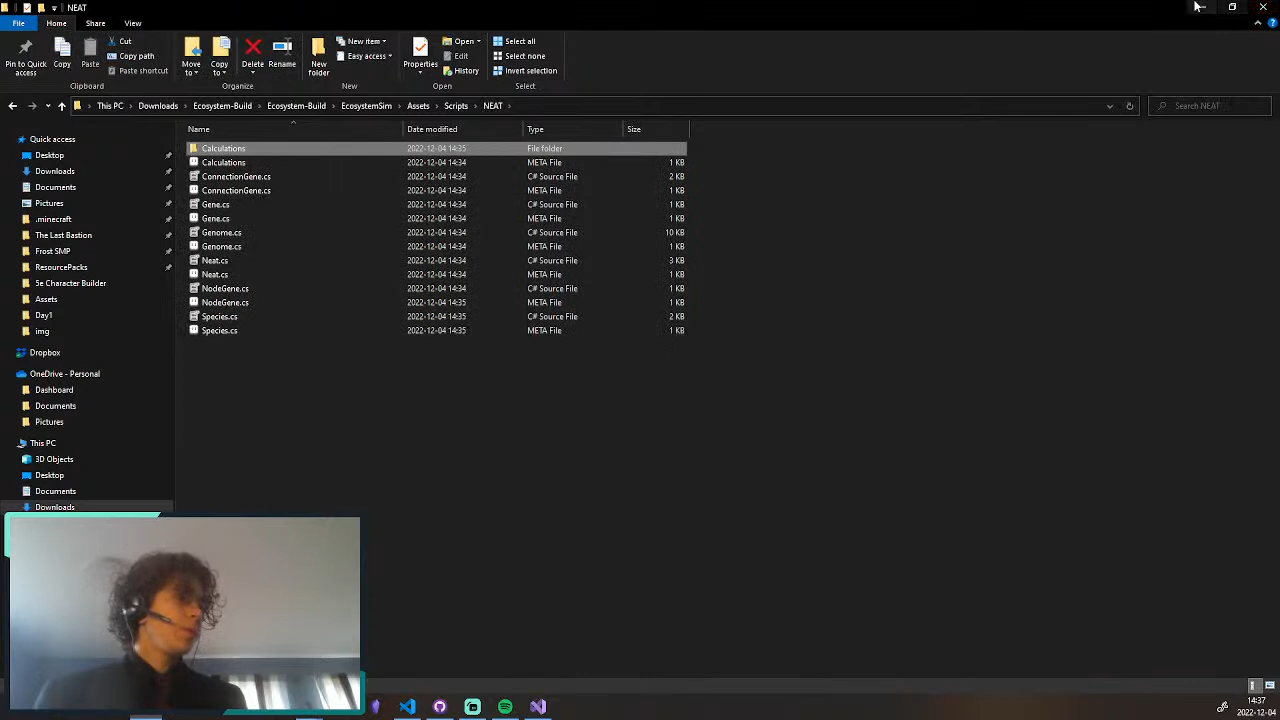 NEAT
File Home Share View
Pin to Quick access
Copy
Paste
Cut
Copy path
Paste shortcut
Clipboard
Move to
Copy to
Delete
Rename
Organize
New folder
New item
Easy access
New
Properties
Open
Edit
History
Open
Select all
Select none
Invert selection
Select
This PC > Downloads > Ecosystem-Build > Ecosystem-Build > EcosystemSim > Assets > Scripts > NEAT >
Search NEAT
Name Date modified Type Size
Calculations 2022-12-04 14:35 File folder
Calculations 2022-12-04 14:34 META File 1 KB
ConnectionGene.cs 2022-12-04 14:34 C# Source File 2 KB
ConnectionGene.cs 2022-12-04 14:34 META File 1 KB
Gene.cs 2022-12-04 14:34 C# Source File 1 KB
Gene.cs 2022-12-04 14:34 META File 1 KB
Genome.cs 2022-12-04 14:34 C# Source File 10 KB
Genome.cs 2022-12-04 14:34 META File 1 KB
Neat.cs 2022-12-04 14:34 C# Source File 3 KB
Neat.cs 2022-12-04 14:34 META File 1 KB
NodeGene.cs 2022-12-04 14:34 C# Source File 1 KB
NodeGene.cs 2022-12-04 14:35 META File 1 KB
Species.cs 2022-12-04 14:35 C# Source File 2 KB
Species.cs 2022-12-04 14:35 META File 1 KB
Quick access
Desktop
Downloads
Documents
Pictures
.minecraft
The Last Bastion
Frost SMP
ResourcePacks
5e Character Builder
Assets
Day1
img
Dropbox
OneDrive - Personal
Dashboard
Documents
Pictures
This PC
3D Objects
Desktop
Documents
Downloads
14:37
2022-12-04